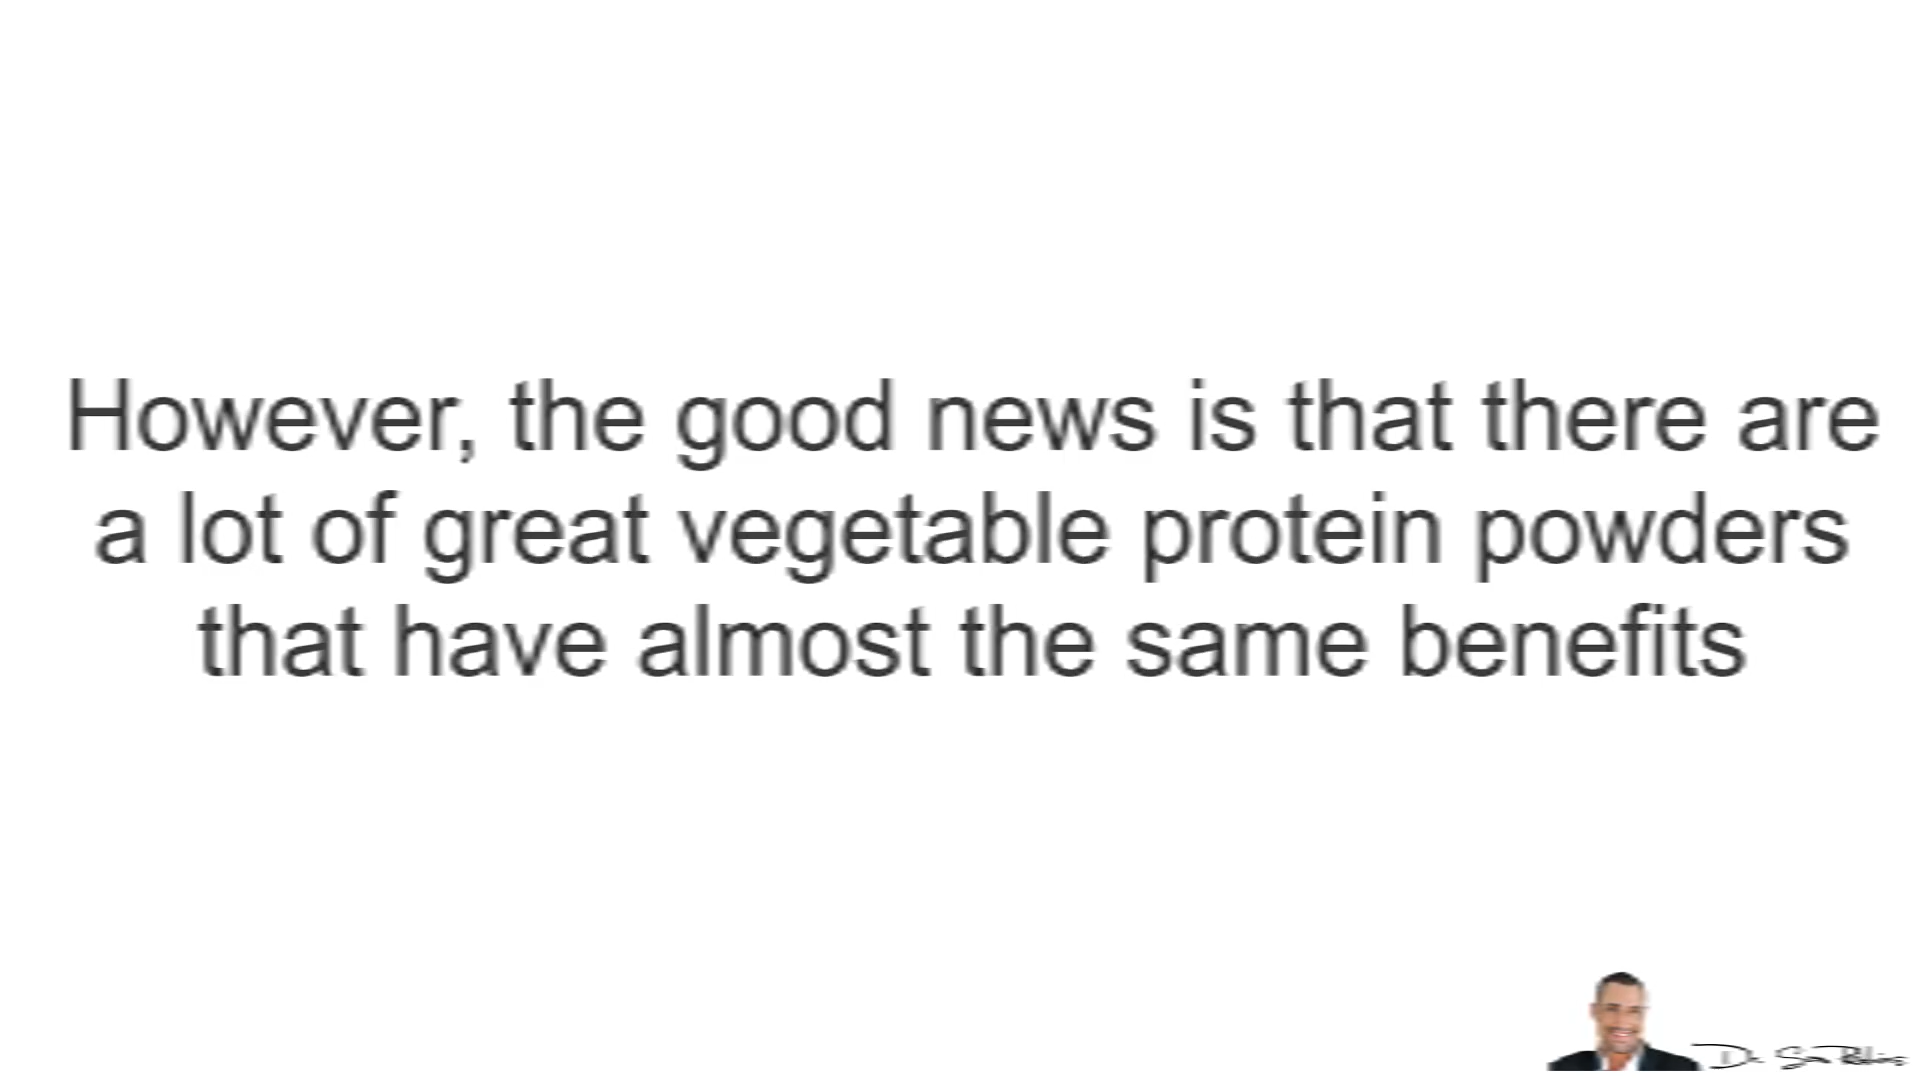 However, the good news is that there are
a lot of great vegetable protein powders
that have almost the same benefits
Dr.